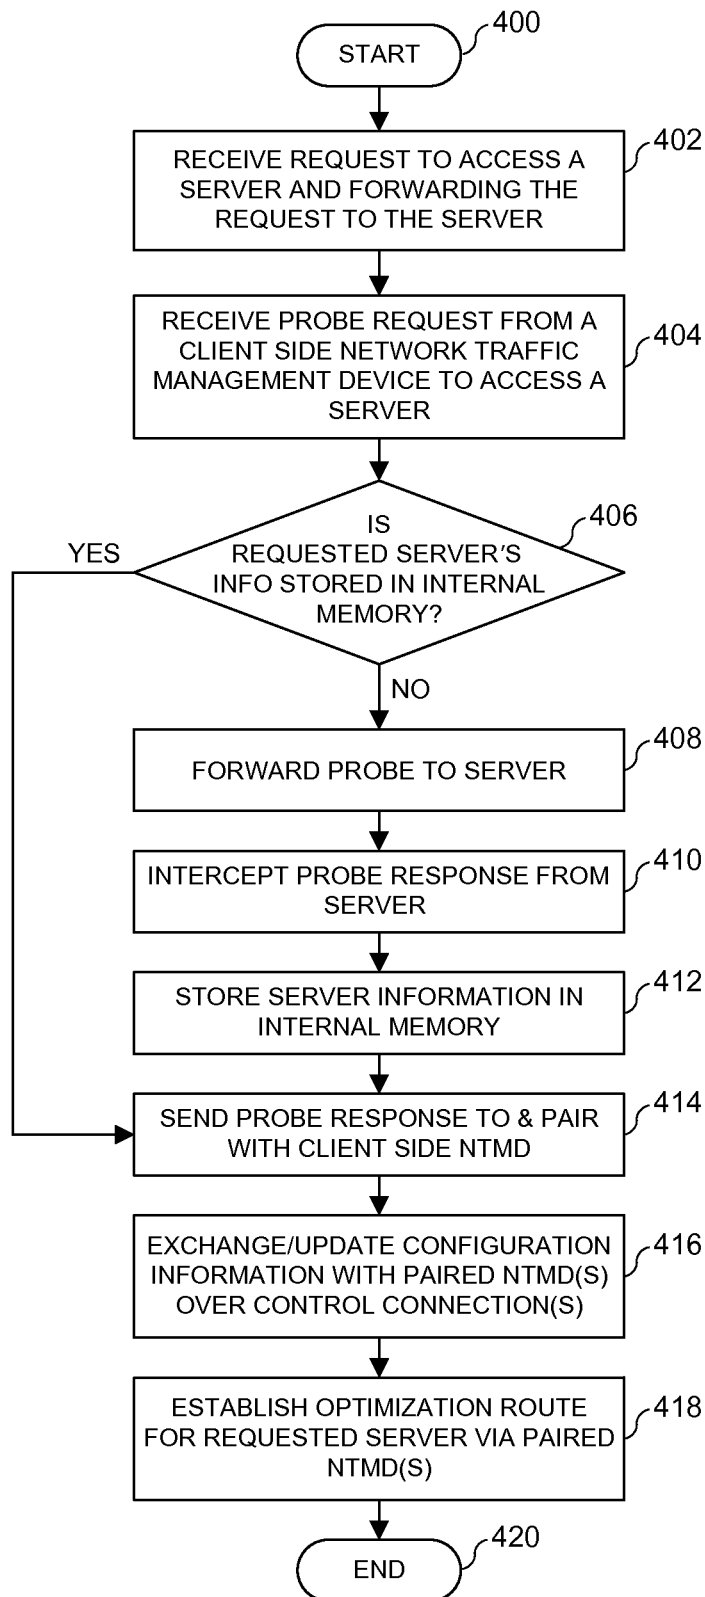 400
START
402
RECEIVE REQUEST TO ACCESS A
SERVER AND FORWARDING THE
REQUEST TO THE SERVER
404
RECEIVE PROBE REQUEST FROM A
CLIENT SIDE NETWORK TRAFFIC
MANAGEMENT DEVICE TO ACCESS A
SERVER
406
IS
REQUESTED SERVER'S
INFO STORED IN INTERNAL
MEMORY?
YES
NO
408
FORWARD PROBE TO SERVER
410
INTERCEPT PROBE RESPONSE FROM
SERVER
412
STORE SERVER INFORMATION IN
INTERNAL MEMORY
414
SEND PROBE RESPONSE TO & PAIR
WITH CLIENT SIDE NTMD
416
EXCHANGE/UPDATE CONFIGURATION
INFORMATION WITH PAIRED NTMD(S)
OVER CONTROL CONNECTION(S)
418
ESTABLISH OPTIMIZATION ROUTE
FOR REQUESTED SERVER VIA PAIRED
NTMD(S)
420
END